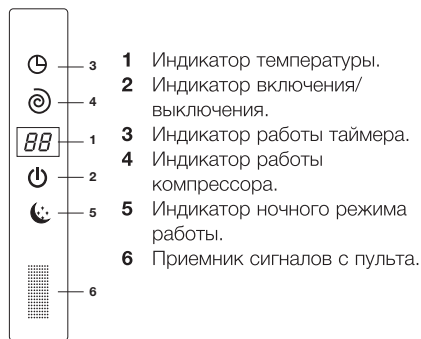 3
4
88
1
2
5
6
1 Индикатор температуры.
2 Индикатор включения/
выключения.
3 Индикатор работы таймера.
4 Индикатор работы
компрессора.
5 Индикатор ночного режима
работы.
6 Приемник сигналов с пульта.